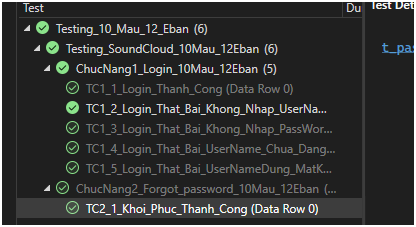 Test Du
Test Det
Testing_10_Mau_12_Eban (6)
Testing_SoundCloud_10Mau_12Eban (6)
t_pas
ChucNang1_Login_10Mau_12Eban (5)
TC1_1_Login_Thanh_Cong (Data Row 0)
TC1_2_Login_That_Bai_Khong_Nhap_UserNa...
TC1_3_Login_That_Bai_Khong_Nhap_PassWor...
TC1_4_Login_That_Bai_UserName_Chua_Dang...
TC1_5_Login_That_Bai_UserNameDung_MatK...
ChucNang2_Forgot_password_10Mau_12Eban (...
TC2_1_Khoi_Phuc_Thanh_Cong (Data Row 0)